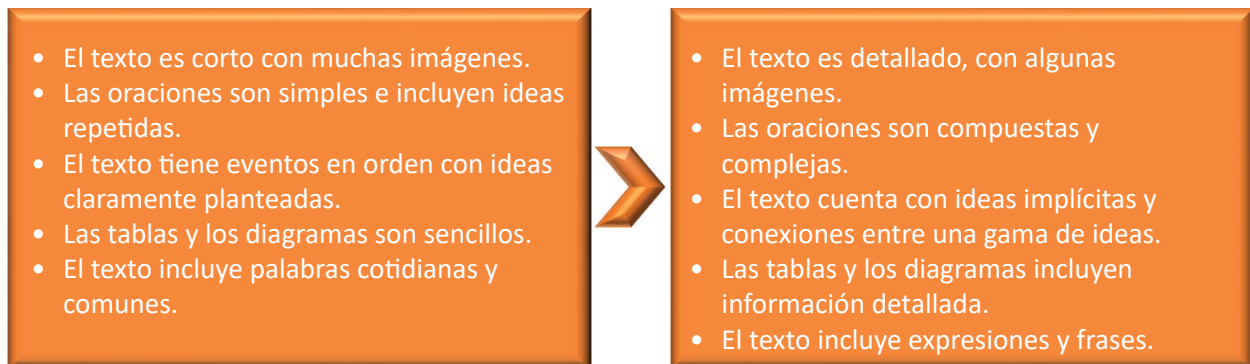 • El texto es corto con muchas imágenes.
• Las oraciones son simples e incluyen ideas
repetidas.
• El texto tiene eventos en orden con ideas
claramente planteadas.
• Las tablas y los diagramas son sencillos.
• El texto incluye palabras cotidianas y
comunes.
• El texto es detallado, con algunas
imágenes.
• Las oraciones son compuestas y
complejas.
• El texto cuenta con ideas implícitas y
conexiones entre una gama de ideas.
• Las tablas y los diagramas incluyen
información detallada.
• El texto incluye expresiones y frases.